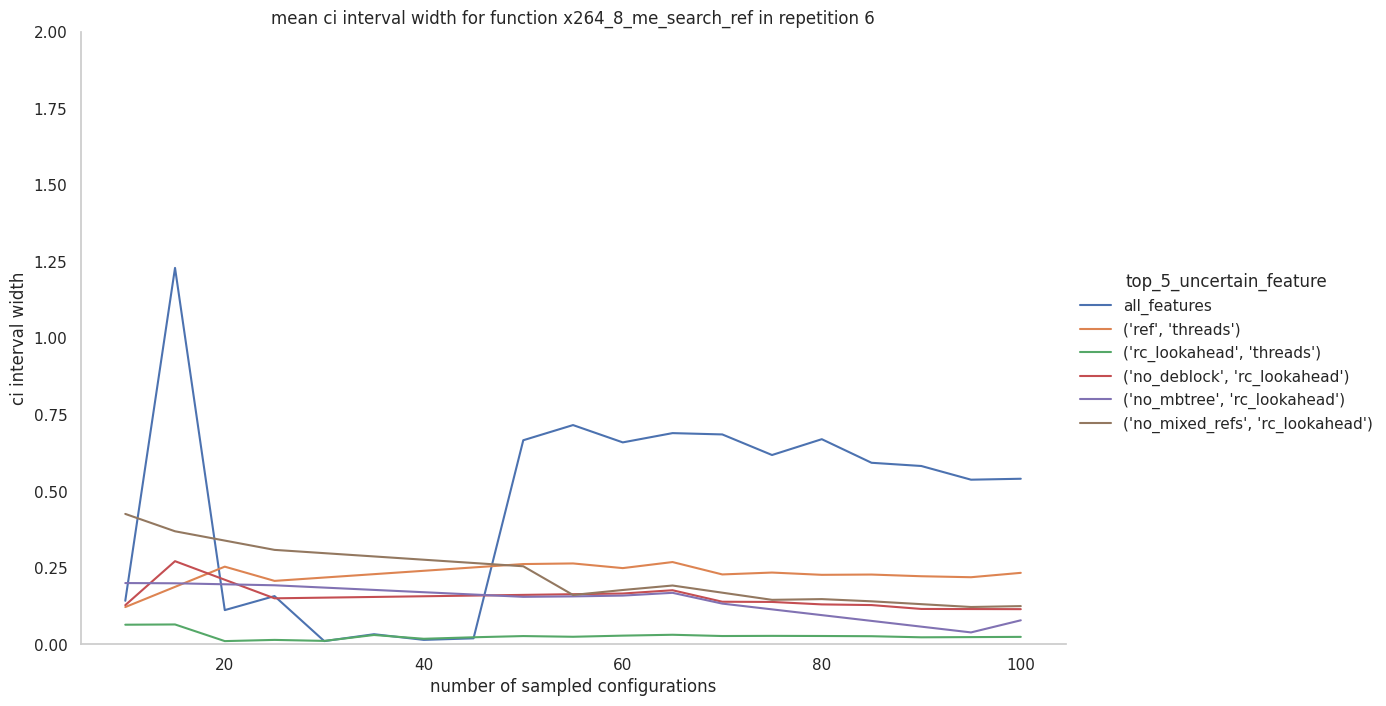 mean ci interval width for function x264_8_me_search_ref in repetition 6
2.00
1.75
1.50
1.25
1.00
0.75
0.50
0.25
0.00
ci interval width
20
40
60
80
100
number of sampled configurations
top_5_uncertain_feature
all_features
('ref', 'threads')
('rc_lookahead', 'threads')
('no_deblock', 'rc_lookahead')
('no_mbtree', 'rc_lookahead')
('no_mixed_refs', 'rc_lookahead')